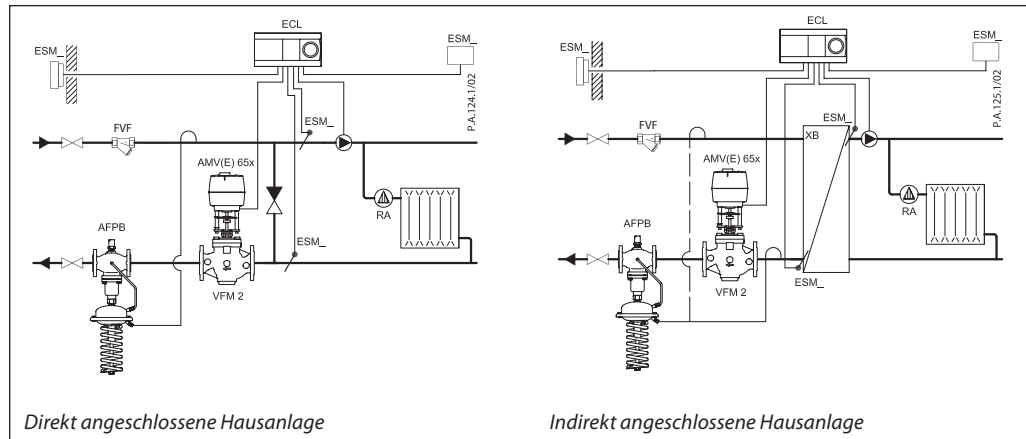 ECL
ESM_
ESM_
P.A.124.1/02
FVF
ESM_
AMV(E) 65x
RA
AFPB
ESM_
VFM 2
Direkt angeschlossene Hausanlage
ECL
ESM_
ESM_
P.A.125.1/02
FVF
ESM_
XB
AMV(E) 65x
RA
AFPB
VFM 2
ESM_
Indirekt angeschlossene Hausanlage